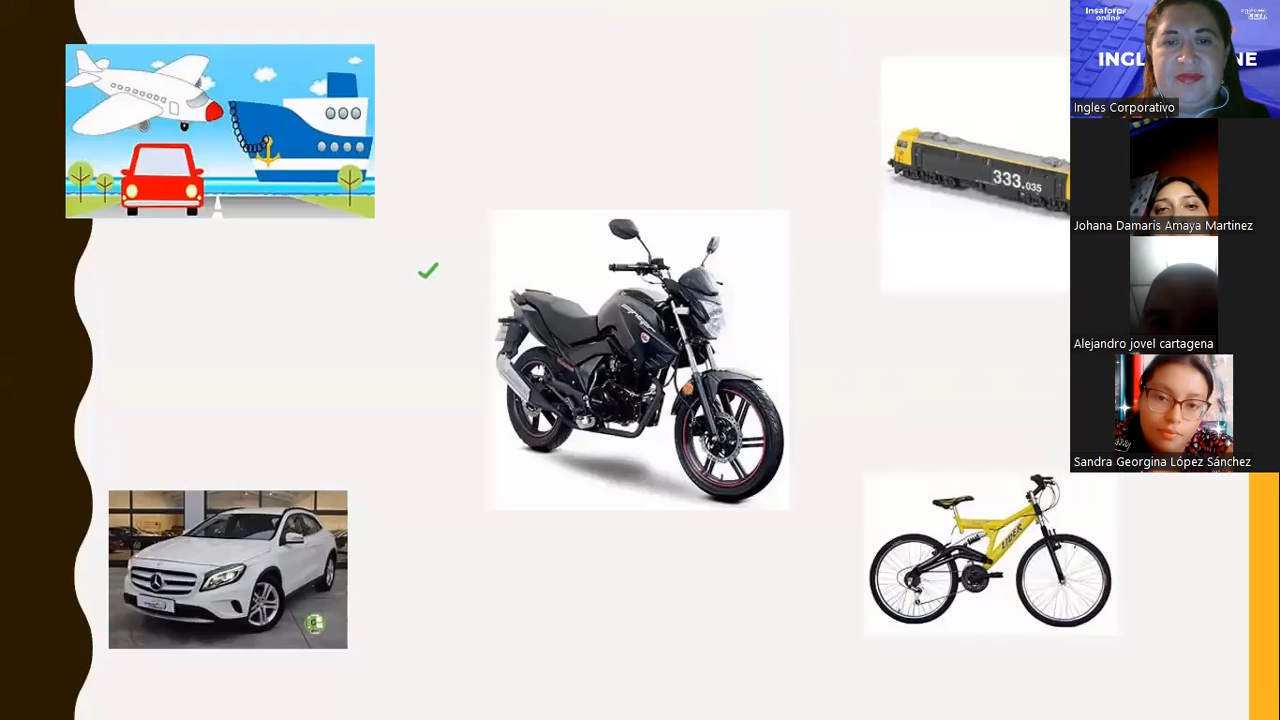 Insaforp
online
INGL
NE
Ingles Corporativo
Johana Damaris Amaya Martinez
Alejandro jovel cartagena
Sandra Georgina López Sánchez
333.035